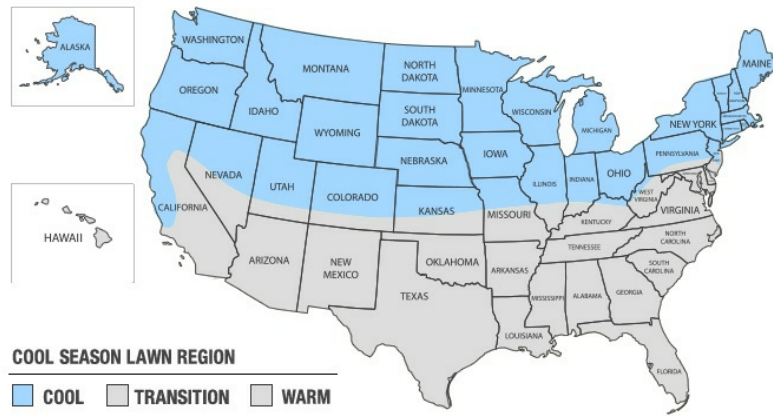 ALASKA
HAWAII
WASHINGTON
OREGON
CALIFORNIA
IDAHO
NEVADA
MONTANA
WYOMING
UTAH
COLORADO
ARIZONA
NEW
MEXICO
NORTH
DAKOTA
SOUTH
DAKOTA
NEBRASKA
KANSAS
OKLAHOMA
TEXAS
MINNESOTA
IOWA
MISSOURI
ARKANSAS
LOUISIANA
WISCONSIN
ILLINOIS
MICHIGAN
INDIANA
OHIO
KENTUCKY
TENNESSEE
MISSISSIPPI
ALABAMA
GEORGIA
FLORIDA
SOUTH
CAROLINA
NORTH
CAROLINA
VIRGINIA
WEST
VIRGINIA
PENNSYLVANIA
NEW YORK
MAINE
COOL SEASON LAWN REGION
COOL TRANSITION WARM